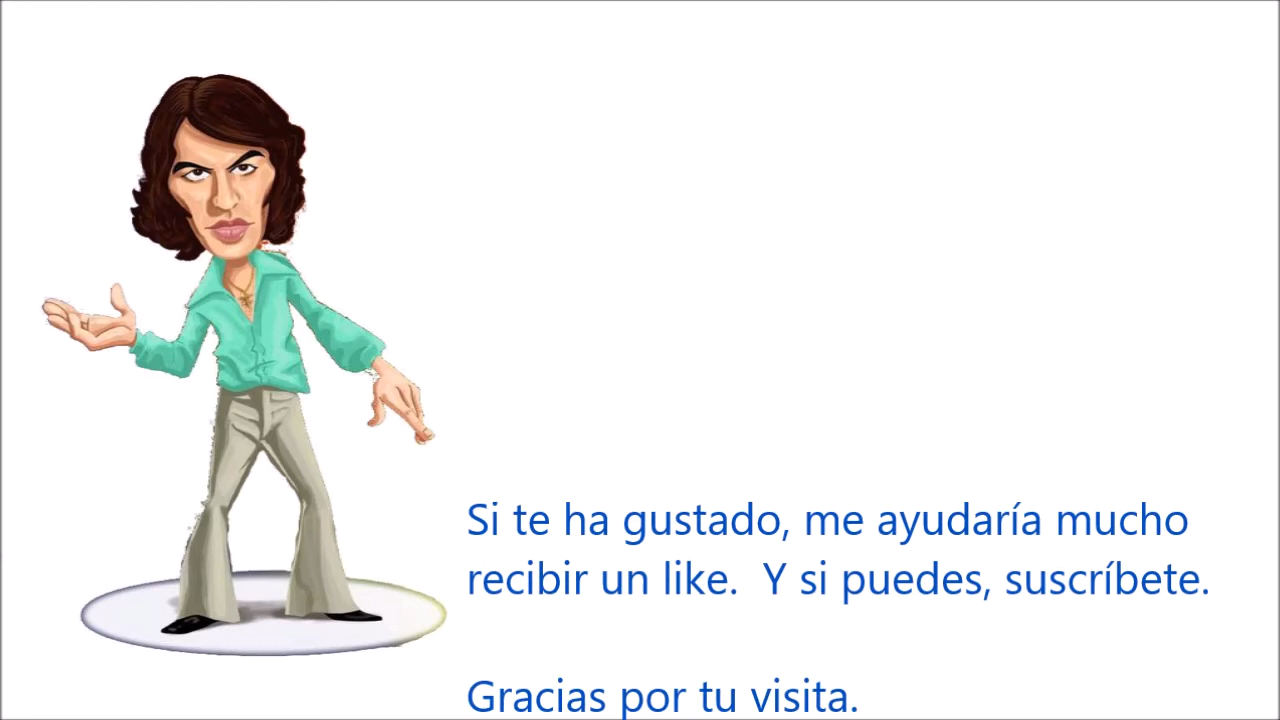 Si te ha gustado, me ayudaría mucho
recibir un like.  Y si puedes, suscríbete.
Gracias por tu visita.